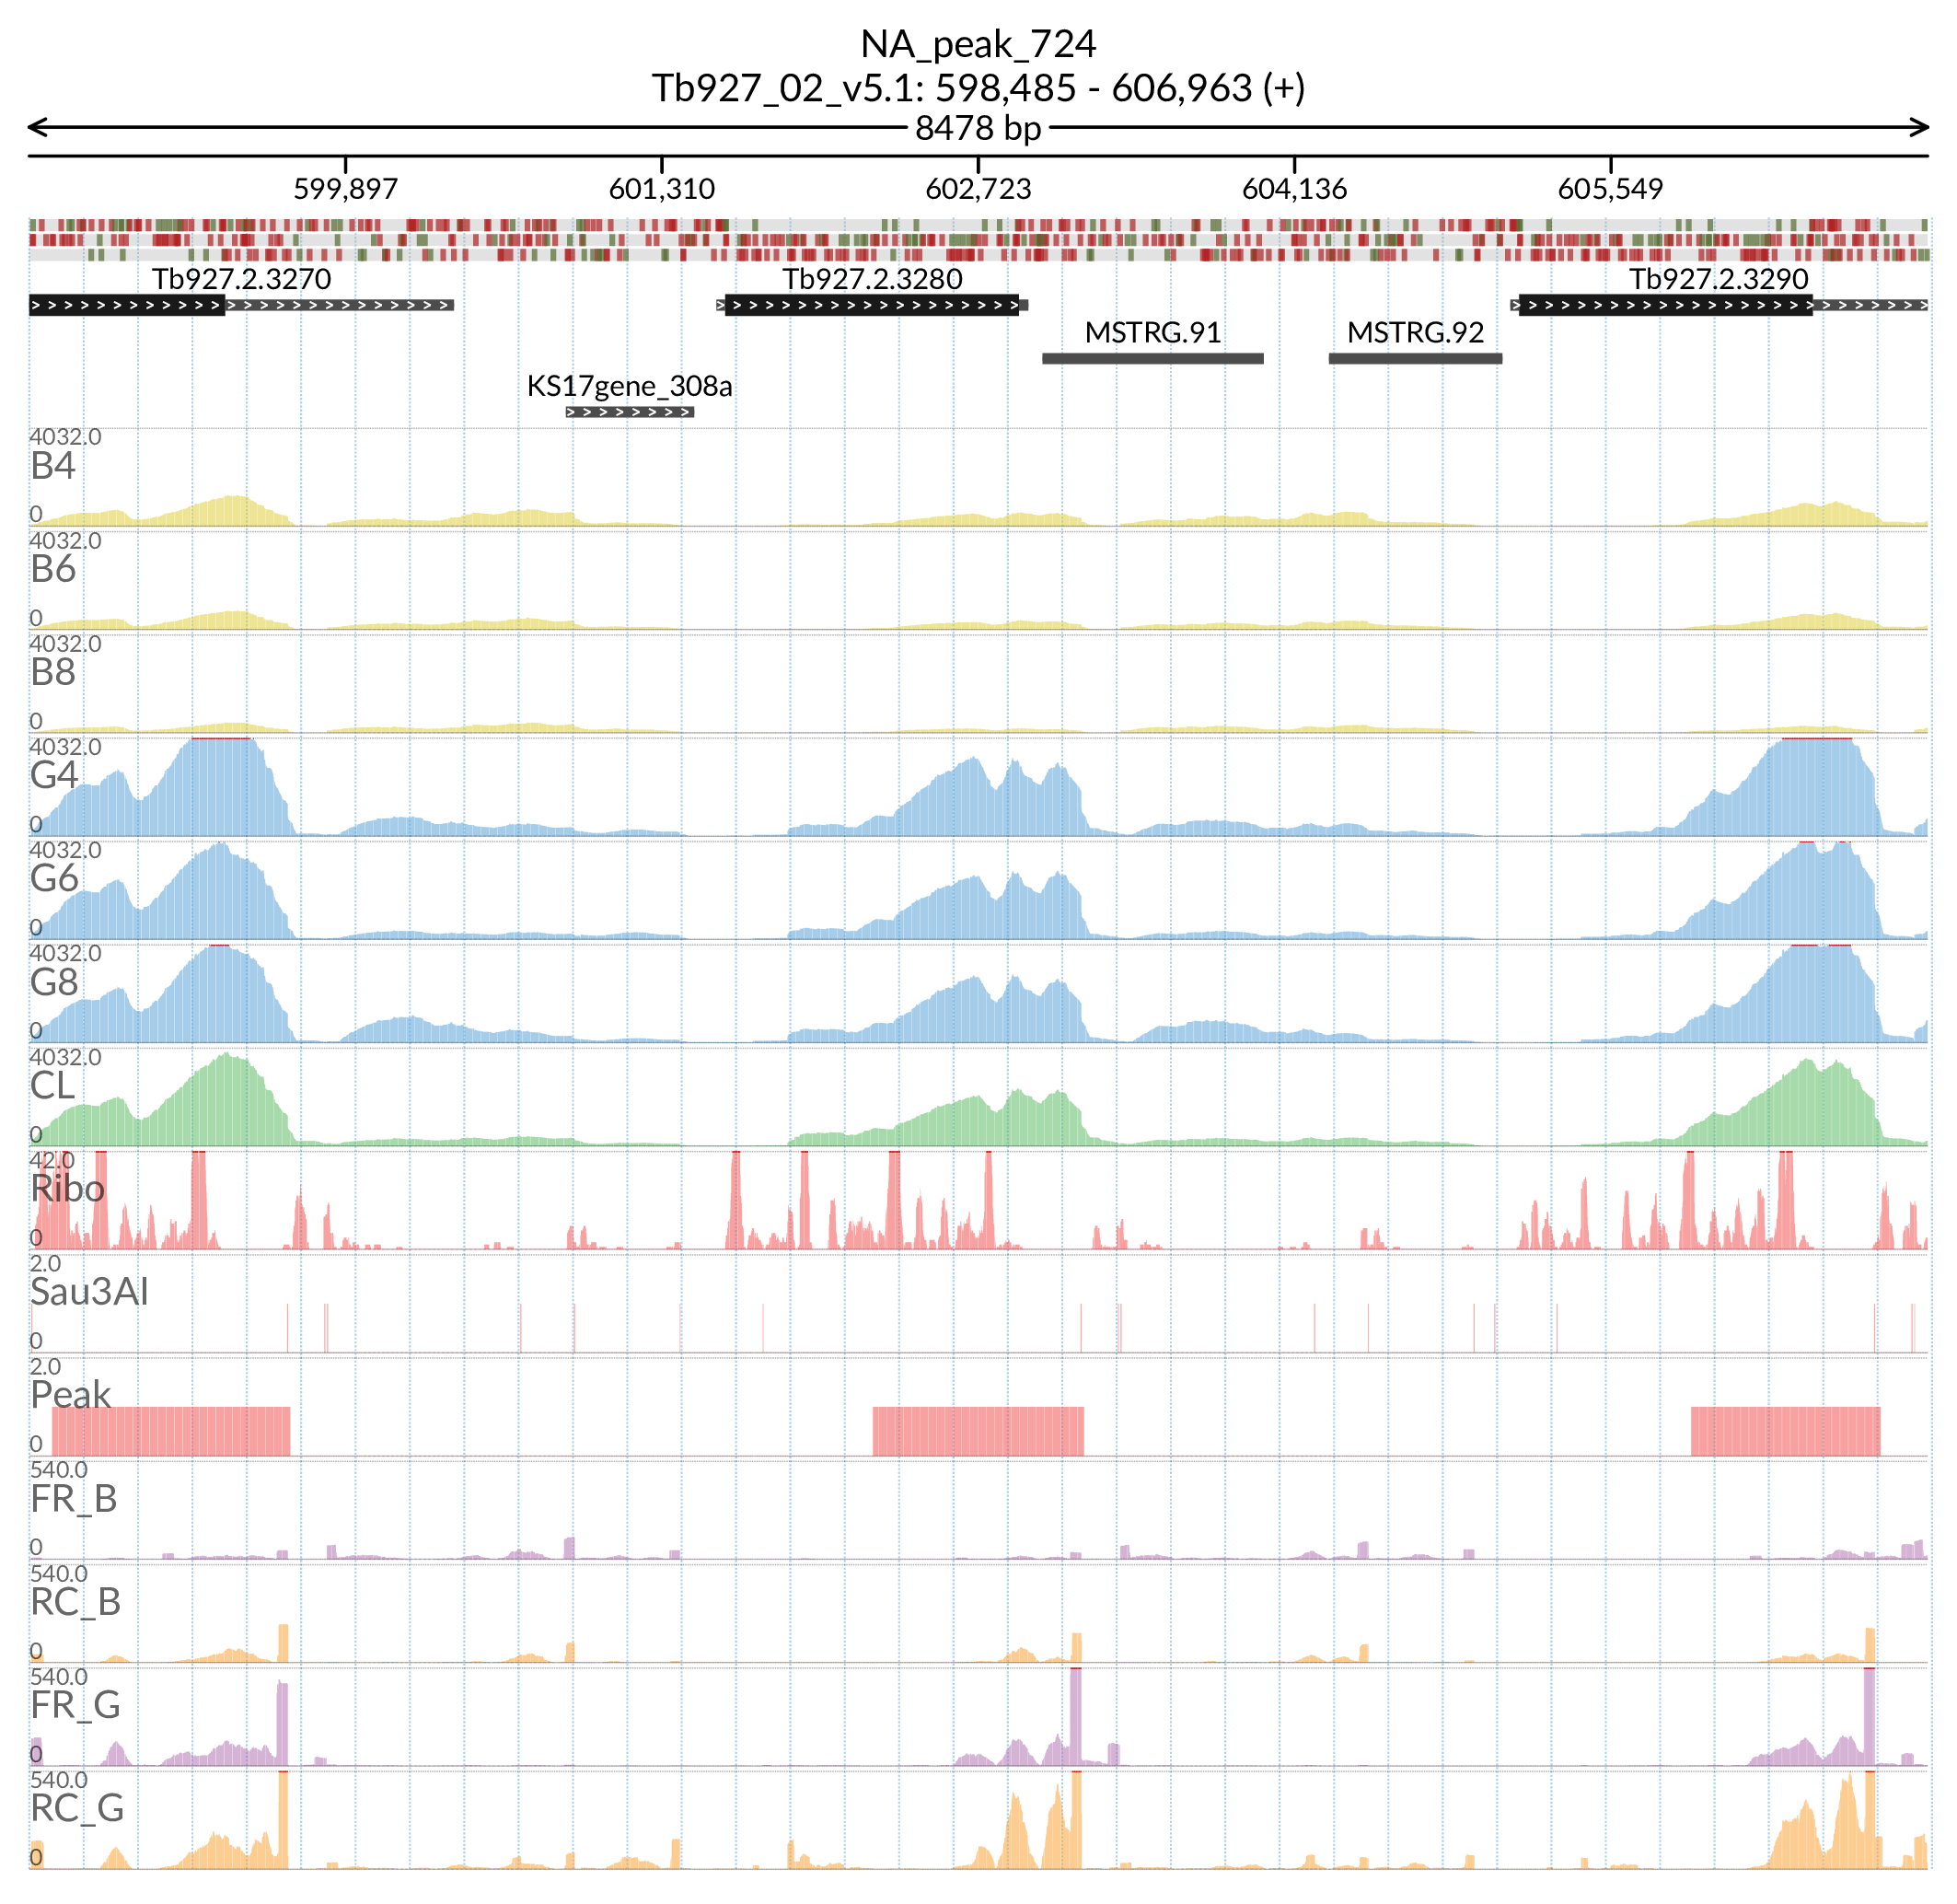 NA_peak_724
Tb927_02_v5.1: 598,485 - 606,963 (+)
8478 bp
599,897 601,310 602,723 604,136 605,549
Tb927.2.3270 Tb927.2.3280 Tb927.2.3290
MSTRG.91 MSTRG.92
KS17gene_308a
4032.0
B4
0
4032.0
B6
0
4032.0
B8
0
4032.0
G4
0
4032.0
G6
0
4032.0
G8
0
4032.0
CL
0
42.0
Ribo
0
2.0
Sau3AI
0
2.0
Peak
0
540.0
FR_B
0
540.0
RC_B
0
540.0
FR_G
0
540.0
RC_G
0